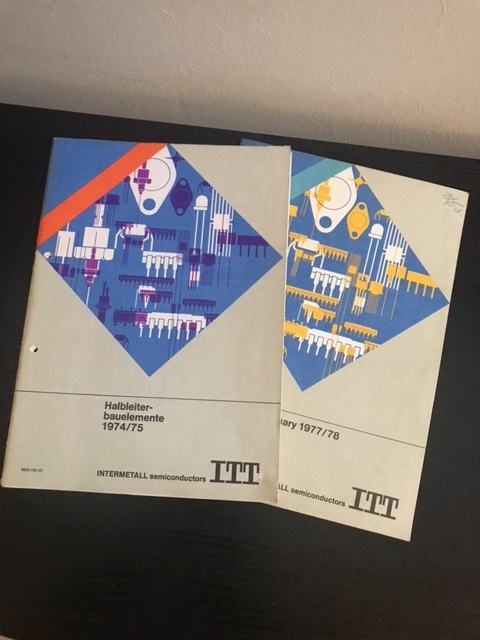 Halbleiter-
bauelemente
1974/75
INTERMETALL semiconductors ITT
ary 1977/78
ALL semiconductors ITT